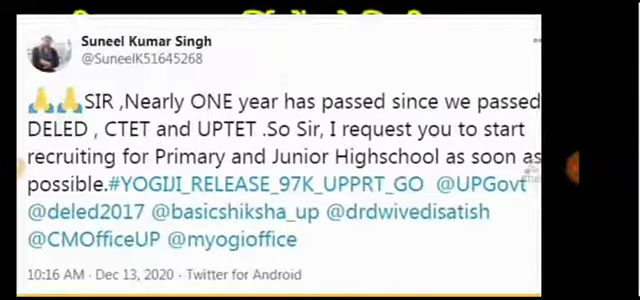 Suneel Kumar Singh
@SuneelK51645268
🙏🙏SIR ,Nearly ONE year has passed since we passed
DELED , CTET and UPTET .So Sir, I request you to start
recruiting for Primary and Junior Highschool as soon as
possible.#YOGIJI_RELEASE_97K_UPPRT_GO @UPGovt
@deled2017 @basicshiksha_up @drdwivedisatish
@CMOfficeUP @myogioffice
10:16 AM · Dec 13, 2020 · Twitter for Android